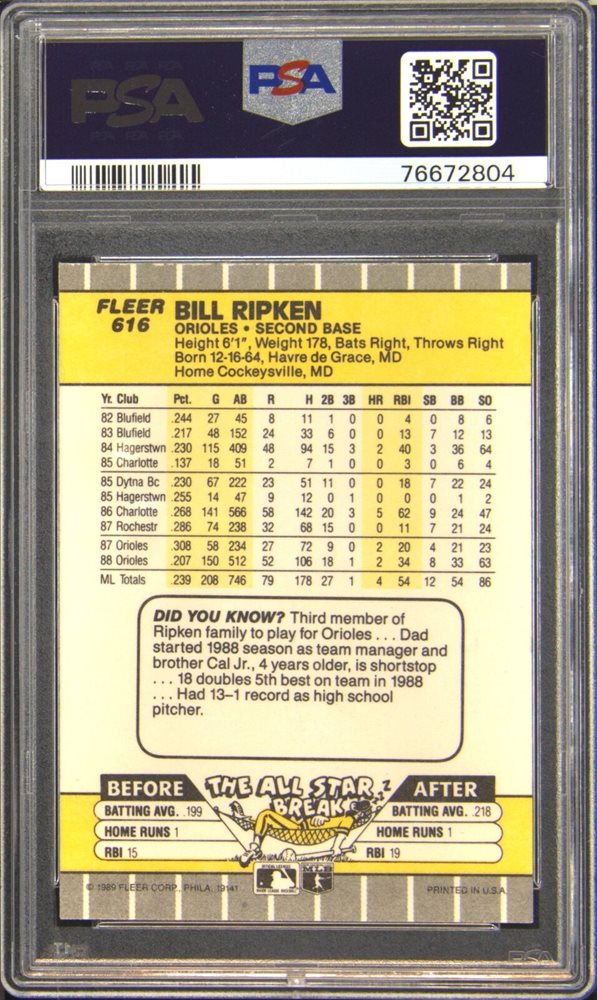 PSA
PSA
76672804
FLEER BILL RIPKEN
616 ORIOLES • SECOND BASE
Height 6'1", Weight 178, Bats Right, Throws Right
Born 12-16-64, Havre de Grace, MD
Home Cockeysville, MD
Yr. Club Pct. G AB R H 2B 3B HR RBI SB BB SO
82 Blufield .244 27 45 8 11 1 0 0 4 0 8 6
83 Blufield .217 48 152 24 33 6 0 0 13 7 12 13
84 Hagerstwn .230 115 409 48 94 15 3 2 40 3 36 64
85 Charlotte .137 18 51 2 7 1 0 0 3 0 6 4
85 Dytna Bc .230 67 222 23 51 11 0 0 18 7 22 24
85 Hagerstwn .255 14 47 9 12 0 1 0 0 0 1 2
86 Charlotte .268 141 566 58 142 20 3 5 62 9 24 47
87 Rochestr .286 74 238 32 68 15 0 0 11 7 21 24
87 Orioles .308 58 234 27 72 9 0 2 20 4 21 23
88 Orioles .207 150 512 52 106 18 1 2 34 8 33 63
ML Totals .239 208 746 79 178 27 1 4 54 12 54 86
DID YOU KNOW? Third member of
Ripken family to play for Orioles . . . Dad
started 1988 season as team manager and
brother Cal Jr., 4 years older, is shortstop
. . . 18 doubles 5th best on team in 1988
. . . Had 13–1 record as high school
pitcher.
BEFORE THE ALL STAR BREAK AFTER
BATTING AVG. .199 BATTING AVG. .218
HOME RUNS 1 HOME RUNS 1
RBI 15 RBI 19
© 1989 FLEER CORP., PHILA. 19141 PRINTED IN U.S.A.
PSA